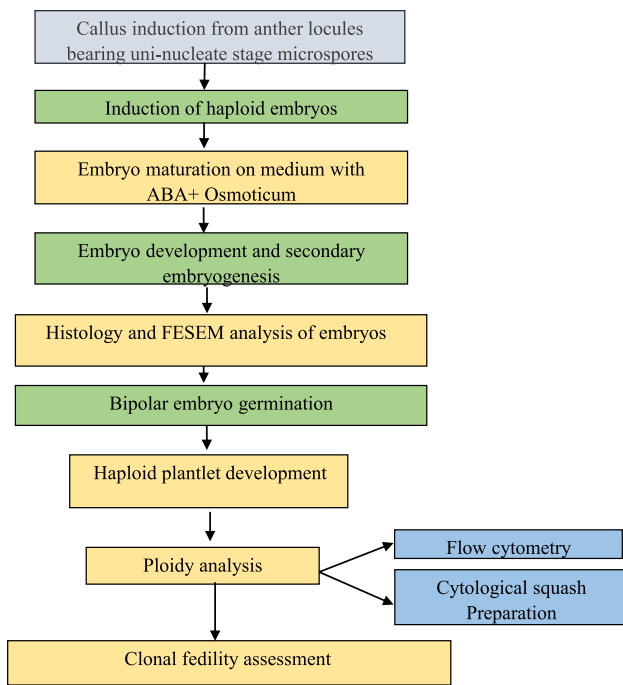 Callus induction from anther locules
bearing uni-nucleate stage microspores
Induction of haploid embryos
Embryo maturation on medium with
ABA+ Osmoticum
Embryo development and secondary
embryogenesis
Histology and FESEM analysis of embryos
Bipolar embryo germination
Haploid plantlet development
Ploidy analysis
Flow cytometry
Cytological squash
Preparation
Clonal fedility assessment